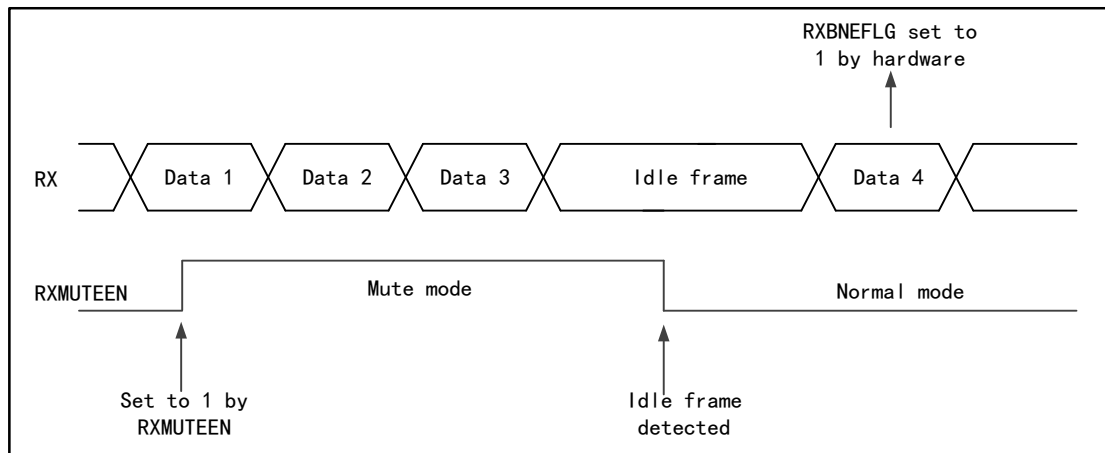 RXBNEFLG set to
1 by hardware
RX
Data 1
Data 2
Data 3
Idle frame
Data 4
RXMUTEEN
Mute mode
Normal mode
Set to 1 by
RXMUTEEN
Idle frame
detected